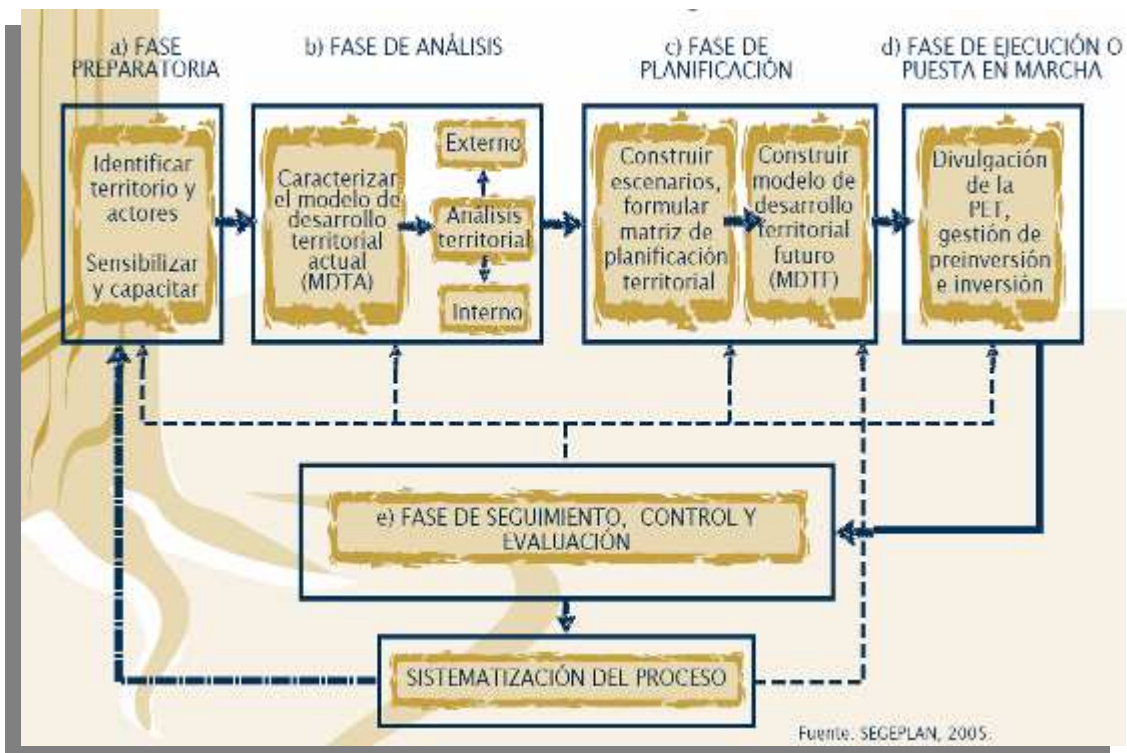 a) FASE
PREPARATORIA
b) FASE DE ANÁLISIS
c) FASE DE
PLANIFICACIÓN
d) FASE DE EJECUCIÓN O
PUESTA EN MARCHA
Identificar
territorio y
actores
Sensibilizar
y capacitar
Caracterizar
el modelo de
desarrollo
territorial
actual
(MDTA)
Externo
Análisis
territorial
Interno
Construir
escenarios,
formular
matriz de
planificación
territorial
Construir
modelo de
desarrollo
territorial
futuro
(MDTF)
Divulgación
de la
PET,
gestión de
preinversión
e inversión
e) FASE DE SEGUIMIENTO, CONTROL Y
EVALUACIÓN
SISTEMATIZACIÓN DEL PROCESO
Fuente. SEGEPLAN, 2005.